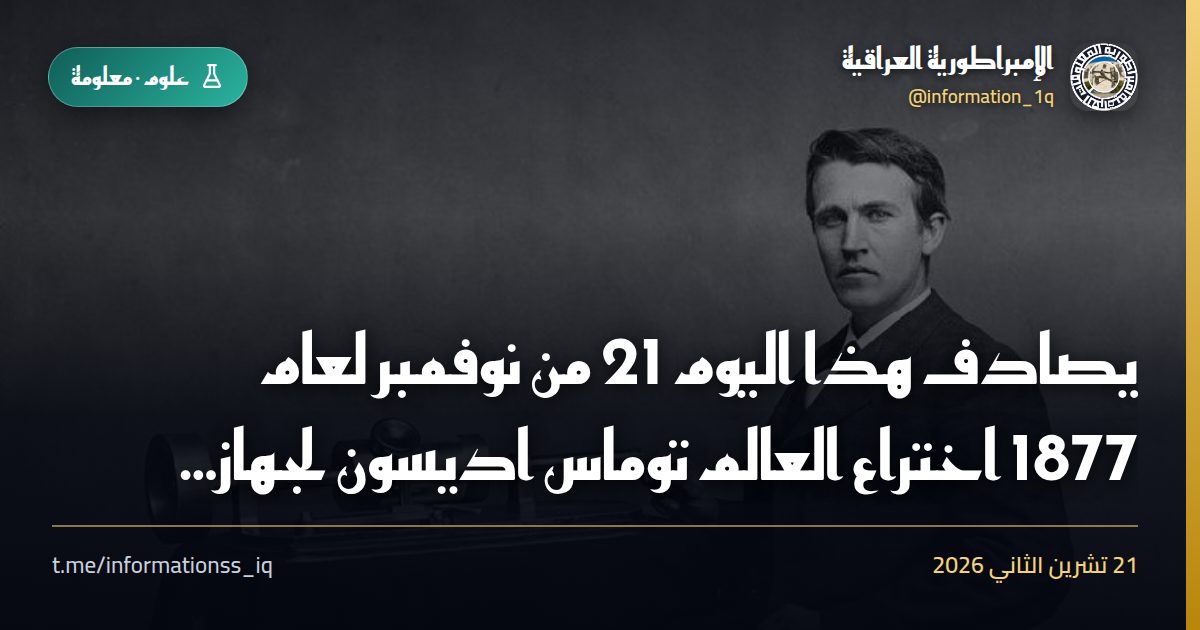 الإمبراطورية العراقية
@information_1q
علوم · معلومة
يصادف هذا اليوم 21 من نوفمبر لعام
1877 اختراع العالم توماس اديسون لجهاز...
21 تشرين الثاني 2026
t.me/informationss_iq